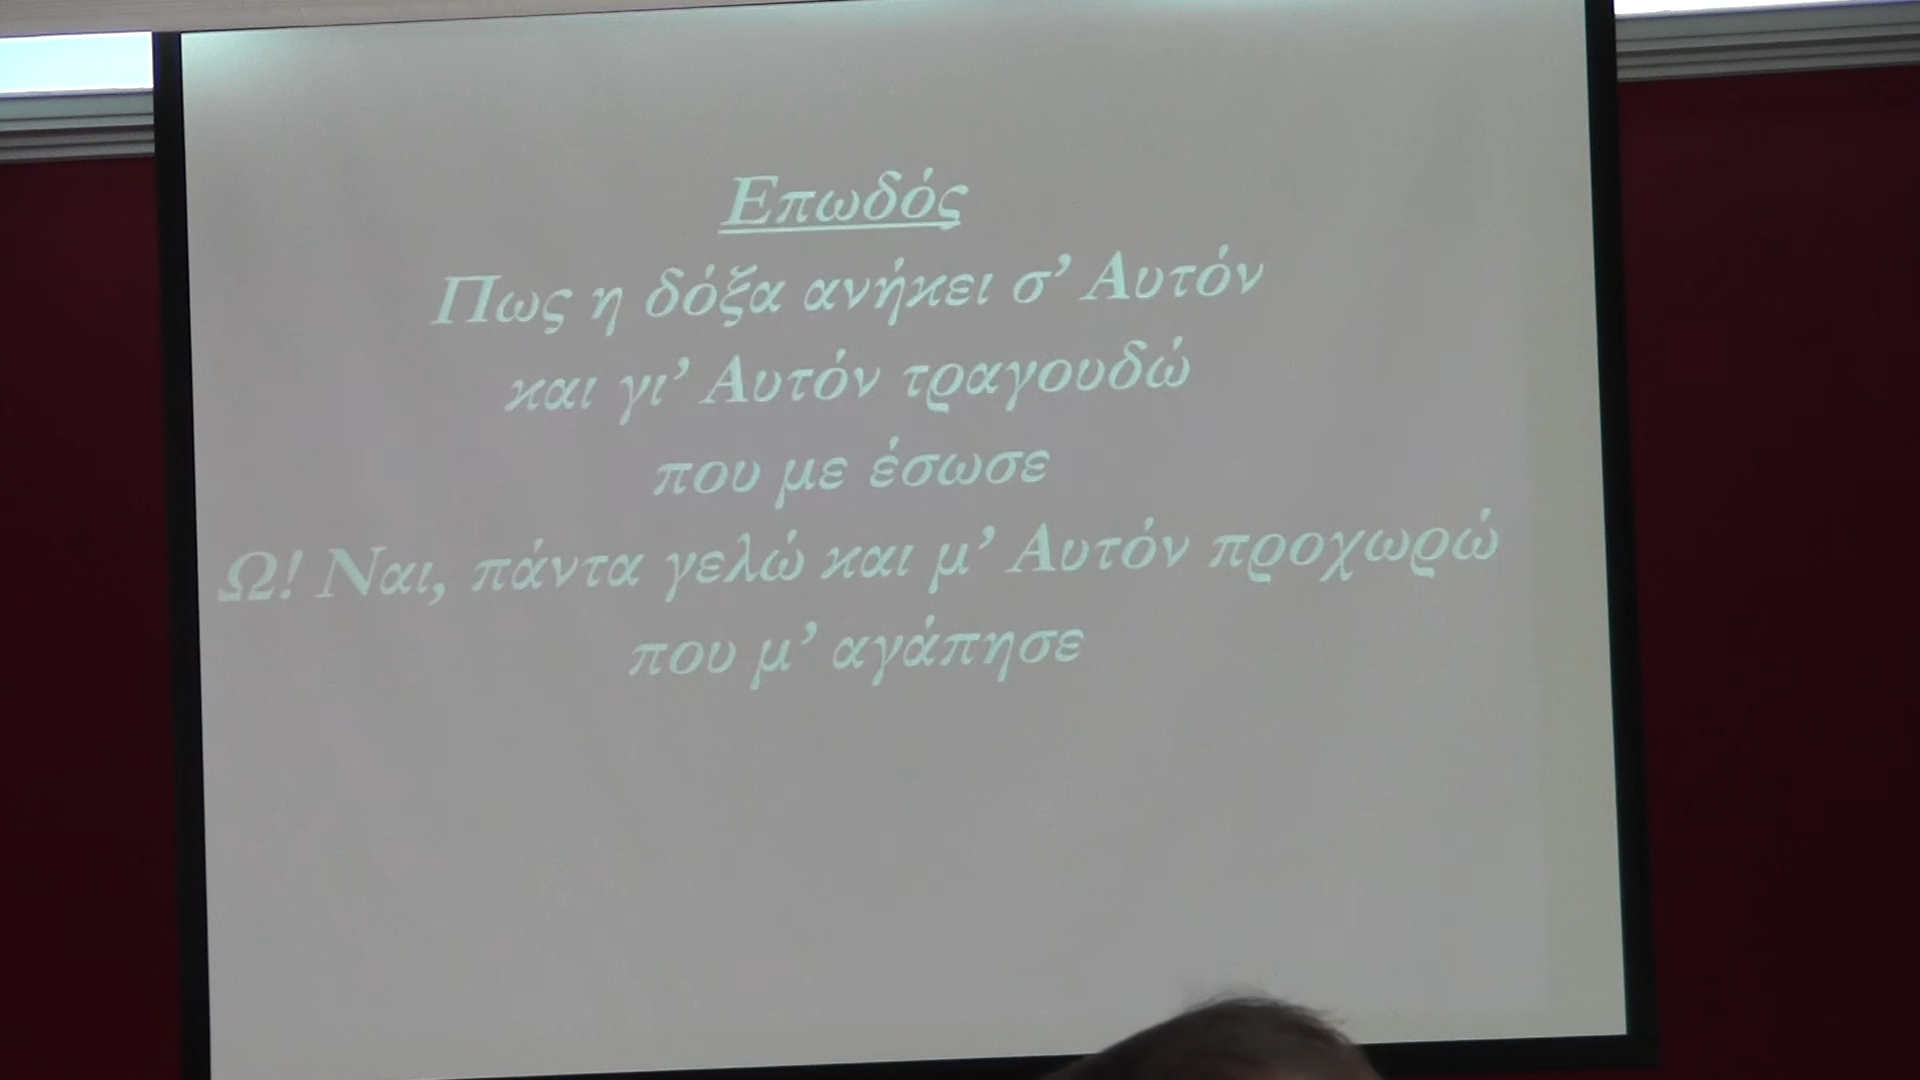 Επωδός
Πως η δόξα ανήκει σ’ Αυτόν
και γι’ Αυτόν τραγουδώ
που με έσωσε
Ω! Ναι, πάντα γελώ και μ’ Αυτόν προχωρώ
που μ’ αγάπησε